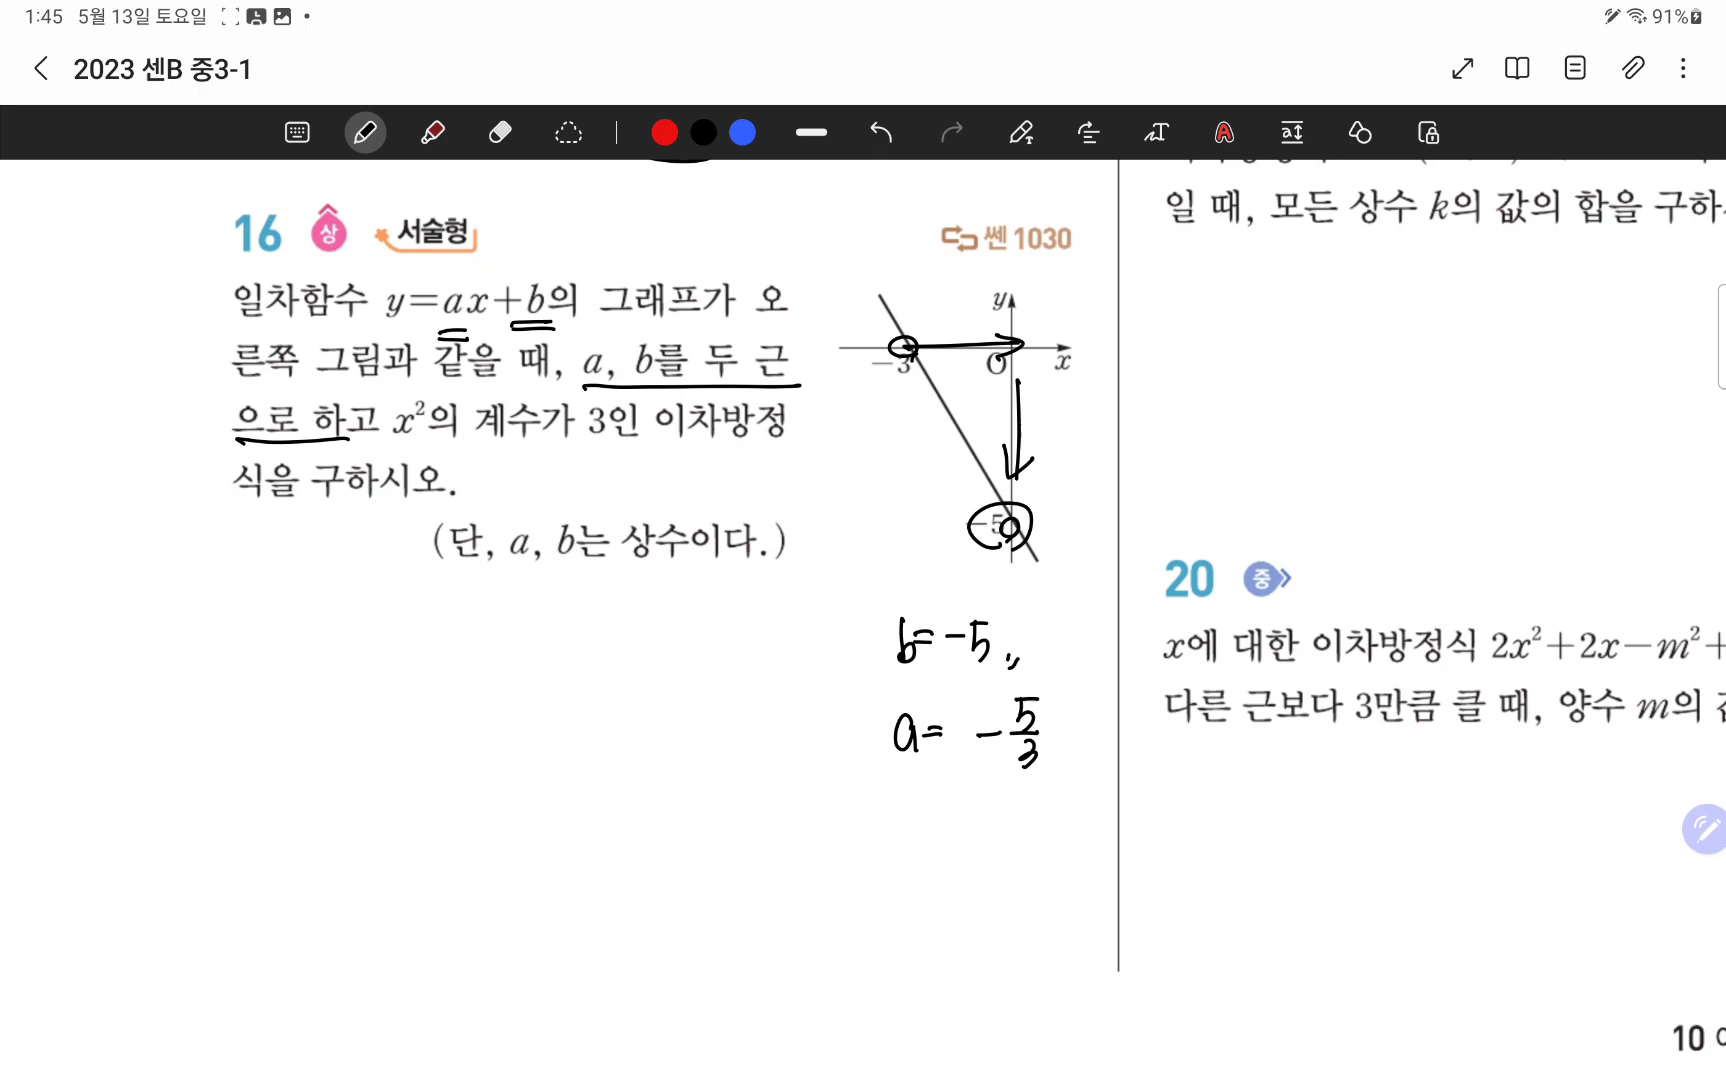 1:45 5월 13일 토요일
91%
2023 센B 중3-1
16 상 서술형 쎈 1030
일차함수 y=ax+b의 그래프가 오
른쪽 그림과 같을 때, a, b를 두 근
으로 하고 x²의 계수가 3인 이차방정
식을 구하시오.
(단, a, b는 상수이다.)
y
-3 O x
-5
b=-5
a= -5/3
일 때, 모든 상수 k의 값의 합을 구하
20 중
x에 대한 이차방정식 2x²+2x-m²+
다른 근보다 3만큼 클 때, 양수 m의
10